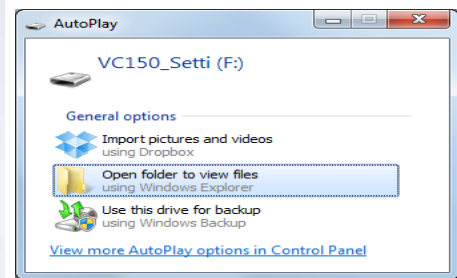 AutoPlay
VC150_Setti (F:)
General options
Import pictures and videos
using Dropbox
Open folder to view files
using Windows Explorer
Use this drive for backup
using Windows Backup
View more AutoPlay options in Control Panel